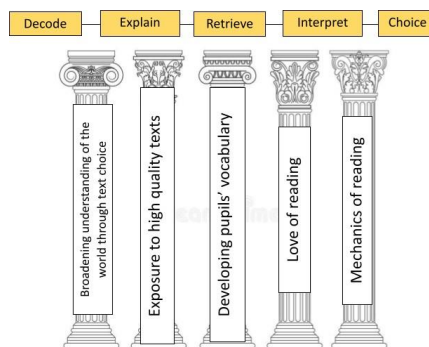 Decode
Explain
Retrieve
Interpret
Choice
Broadening understanding of the
world through text choice
Exposure to high quality texts
Developing pupils' vocabulary
Love of reading
Mechanics of reading